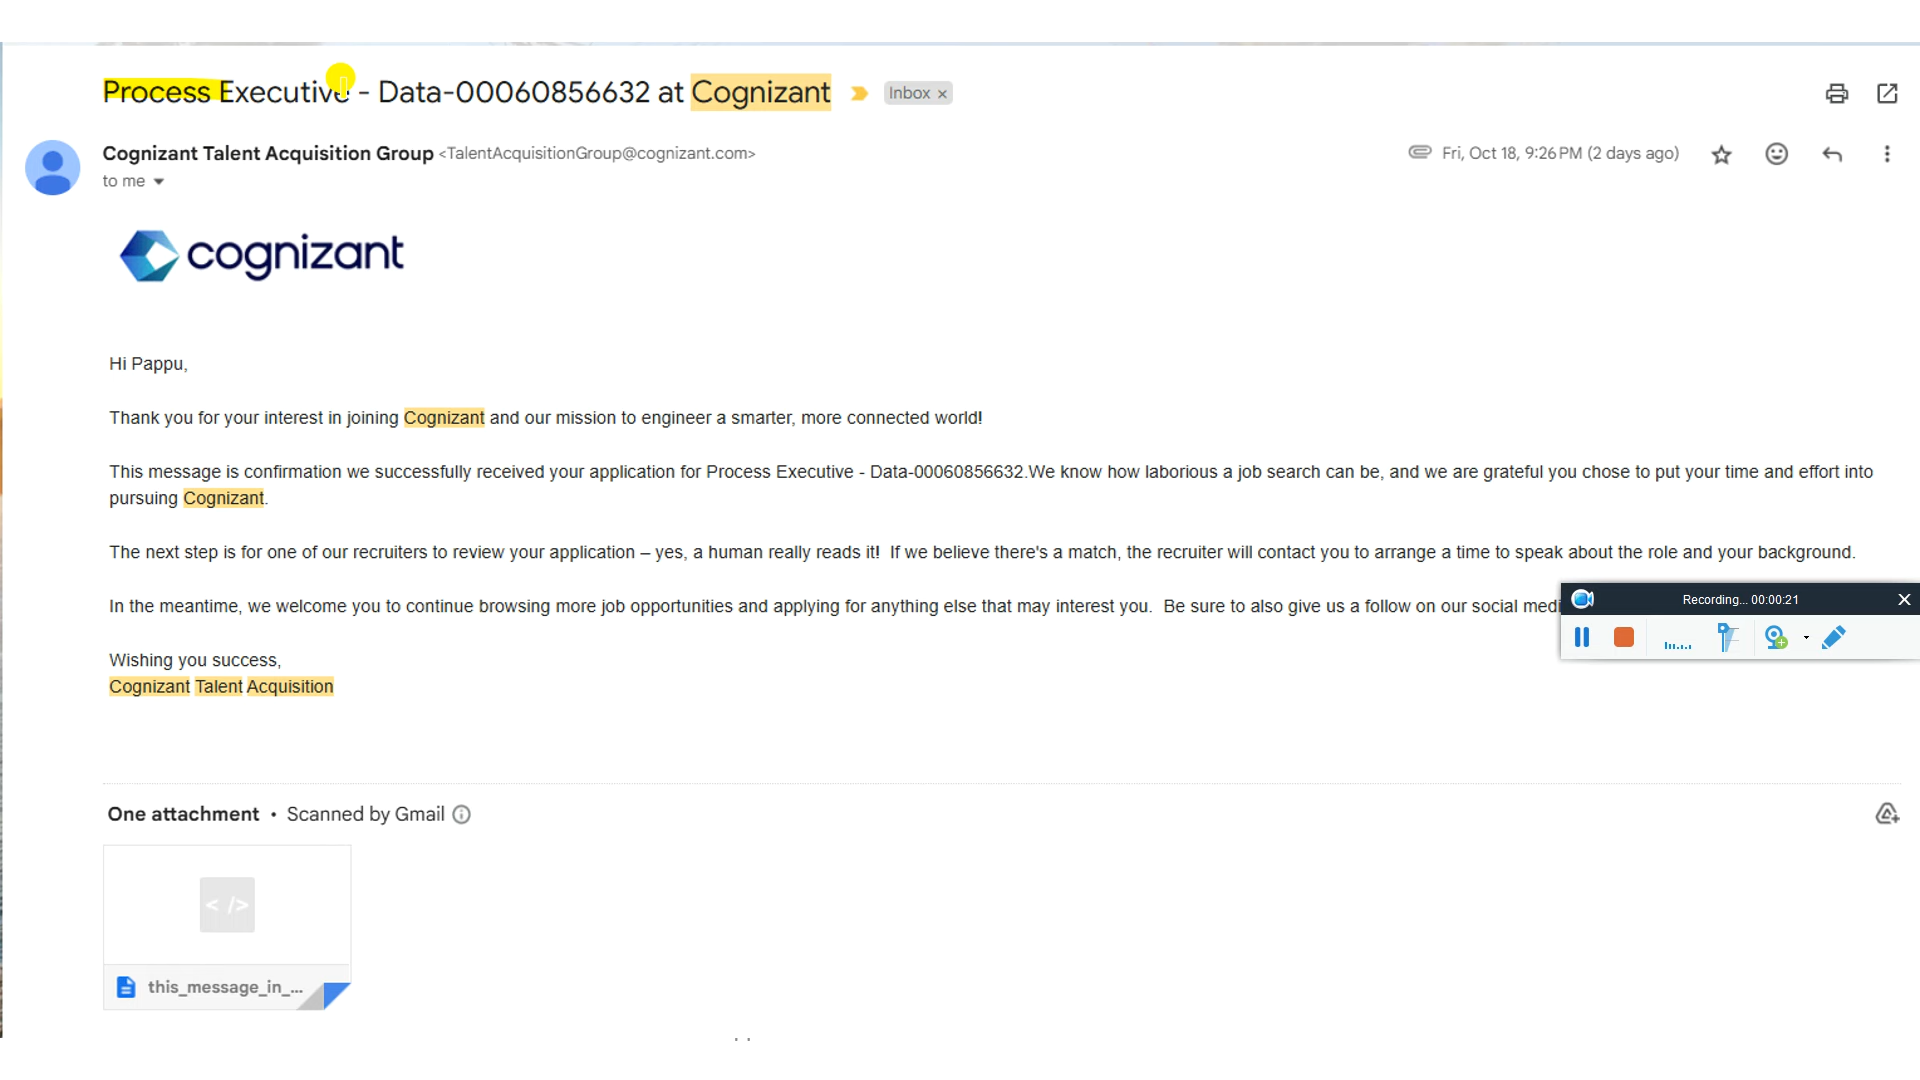 Process Executive - Data-00060856632 at Cognizant Inbox ×
Cognizant Talent Acquisition Group <TalentAcquisitionGroup@cognizant.com>
Fri, Oct 18, 9:26 PM (2 days ago)
to me
cognizant
Hi Pappu,
Thank you for your interest in joining Cognizant and our mission to engineer a smarter, more connected world!
This message is confirmation we successfully received your application for Process Executive - Data-00060856632.We know how laborious a job search can be, and we are grateful you chose to put your time and effort into
pursuing Cognizant.
The next step is for one of our recruiters to review your application – yes, a human really reads it!  If we believe there's a match, the recruiter will contact you to arrange a time to speak about the role and your background.
In the meantime, we welcome you to continue browsing more job opportunities and applying for anything else that may interest you.  Be sure to also give us a follow on our social medi
Recording... 00:00:21
Wishing you success,
Cognizant Talent Acquisition
One attachment • Scanned by Gmail
</>
this_message_in_...